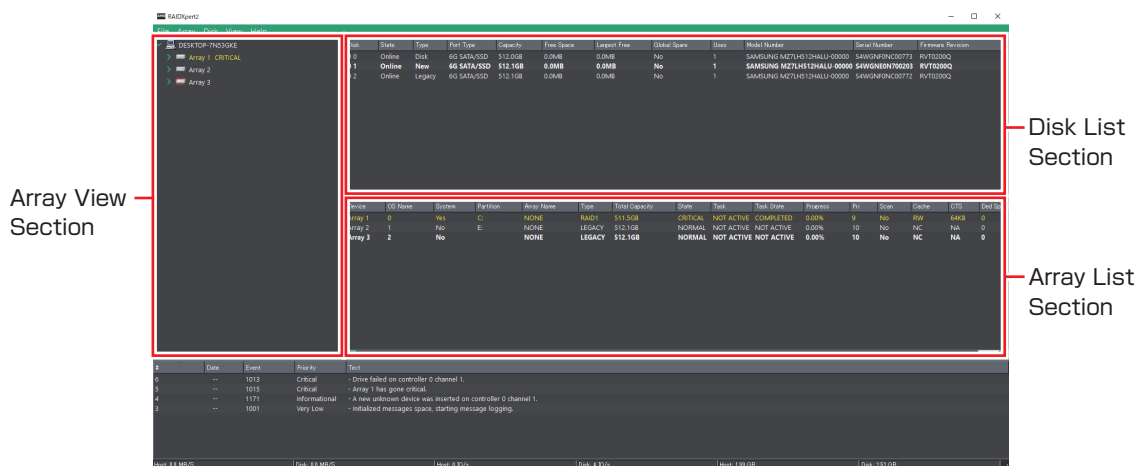 RAIDXpert2
File Array Disk View Help
DESKTOP-7N53GKE
Array 1 CRITICAL
Array 2
Array 3
Disk State Type Port Type Capacity Free Space Largest Free Global Spare Uses Model Number Serial Number Firmware Revision
0 Online Disk 6G SATA/SSD 512.0GB 0.0MB 0.0MB No 1 SAMSUNG MZ7LH512HALU-00000 S4WGNF0NC00773 RVT0200Q
1 Online New 6G SATA/SSD 512.1GB 0.0MB 0.0MB No 1 SAMSUNG MZ7LH512HALU-00000 S4WGNE0N700203 RVT0200Q
2 Online Legacy 6G SATA/SSD 512.1GB 0.0MB 0.0MB No 1 SAMSUNG MZ7LH512HALU-00000 S4WGNF0NC00772 RVT0200Q
Disk List
Section
Array View
Section
Device OS Name System Partition Array Name Type Total Capacity State Task Task State Progress Pri Scan Cache CTS Ded Sp
Array 1 0 Yes C: NONE RAID1 511.5GB CRITICAL NOT ACTIVE COMPLETED 0.00% 9 No RW 64KB 0
Array 2 1 No E: NONE LEGACY 512.1GB NORMAL NOT ACTIVE NOT ACTIVE 0.00% 10 No NC NA 0
Array 3 2 No NONE LEGACY 512.1GB NORMAL NOT ACTIVE NOT ACTIVE 0.00% 10 No NC NA 0
Array List
Section
# Date Event Priority Text
6 -- 1013 Critical - Drive failed on controller 0 channel 1.
5 -- 1015 Critical - Array 1 has gone critical.
4 -- 1171 Informational - A new unknown device was inserted on controller 0 channel 1.
3 -- 1001 Very Low - Initialized messages space, starting message logging.